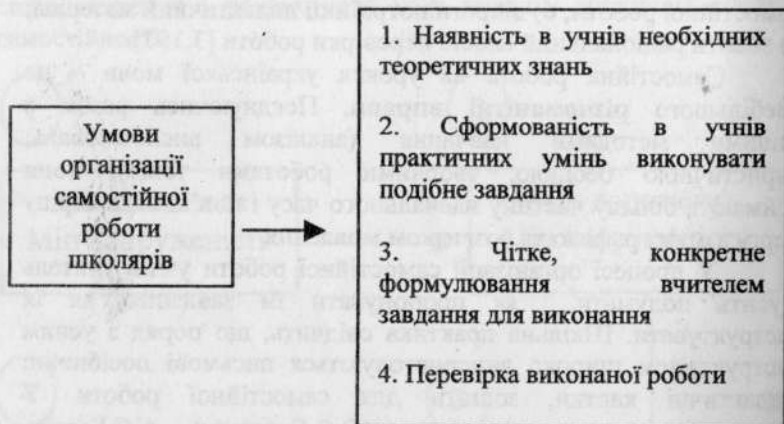 Умови
організації
самостійної
роботи
школярів
1. Наявність в учнів необхідних
теоретичних знань
2. Сформованість в учнів
практичних умінь виконувати
подібне завдання
3. Чітке, конкретне
формулювання вчителем
завдання для виконання
4. Перевірка виконаної роботи